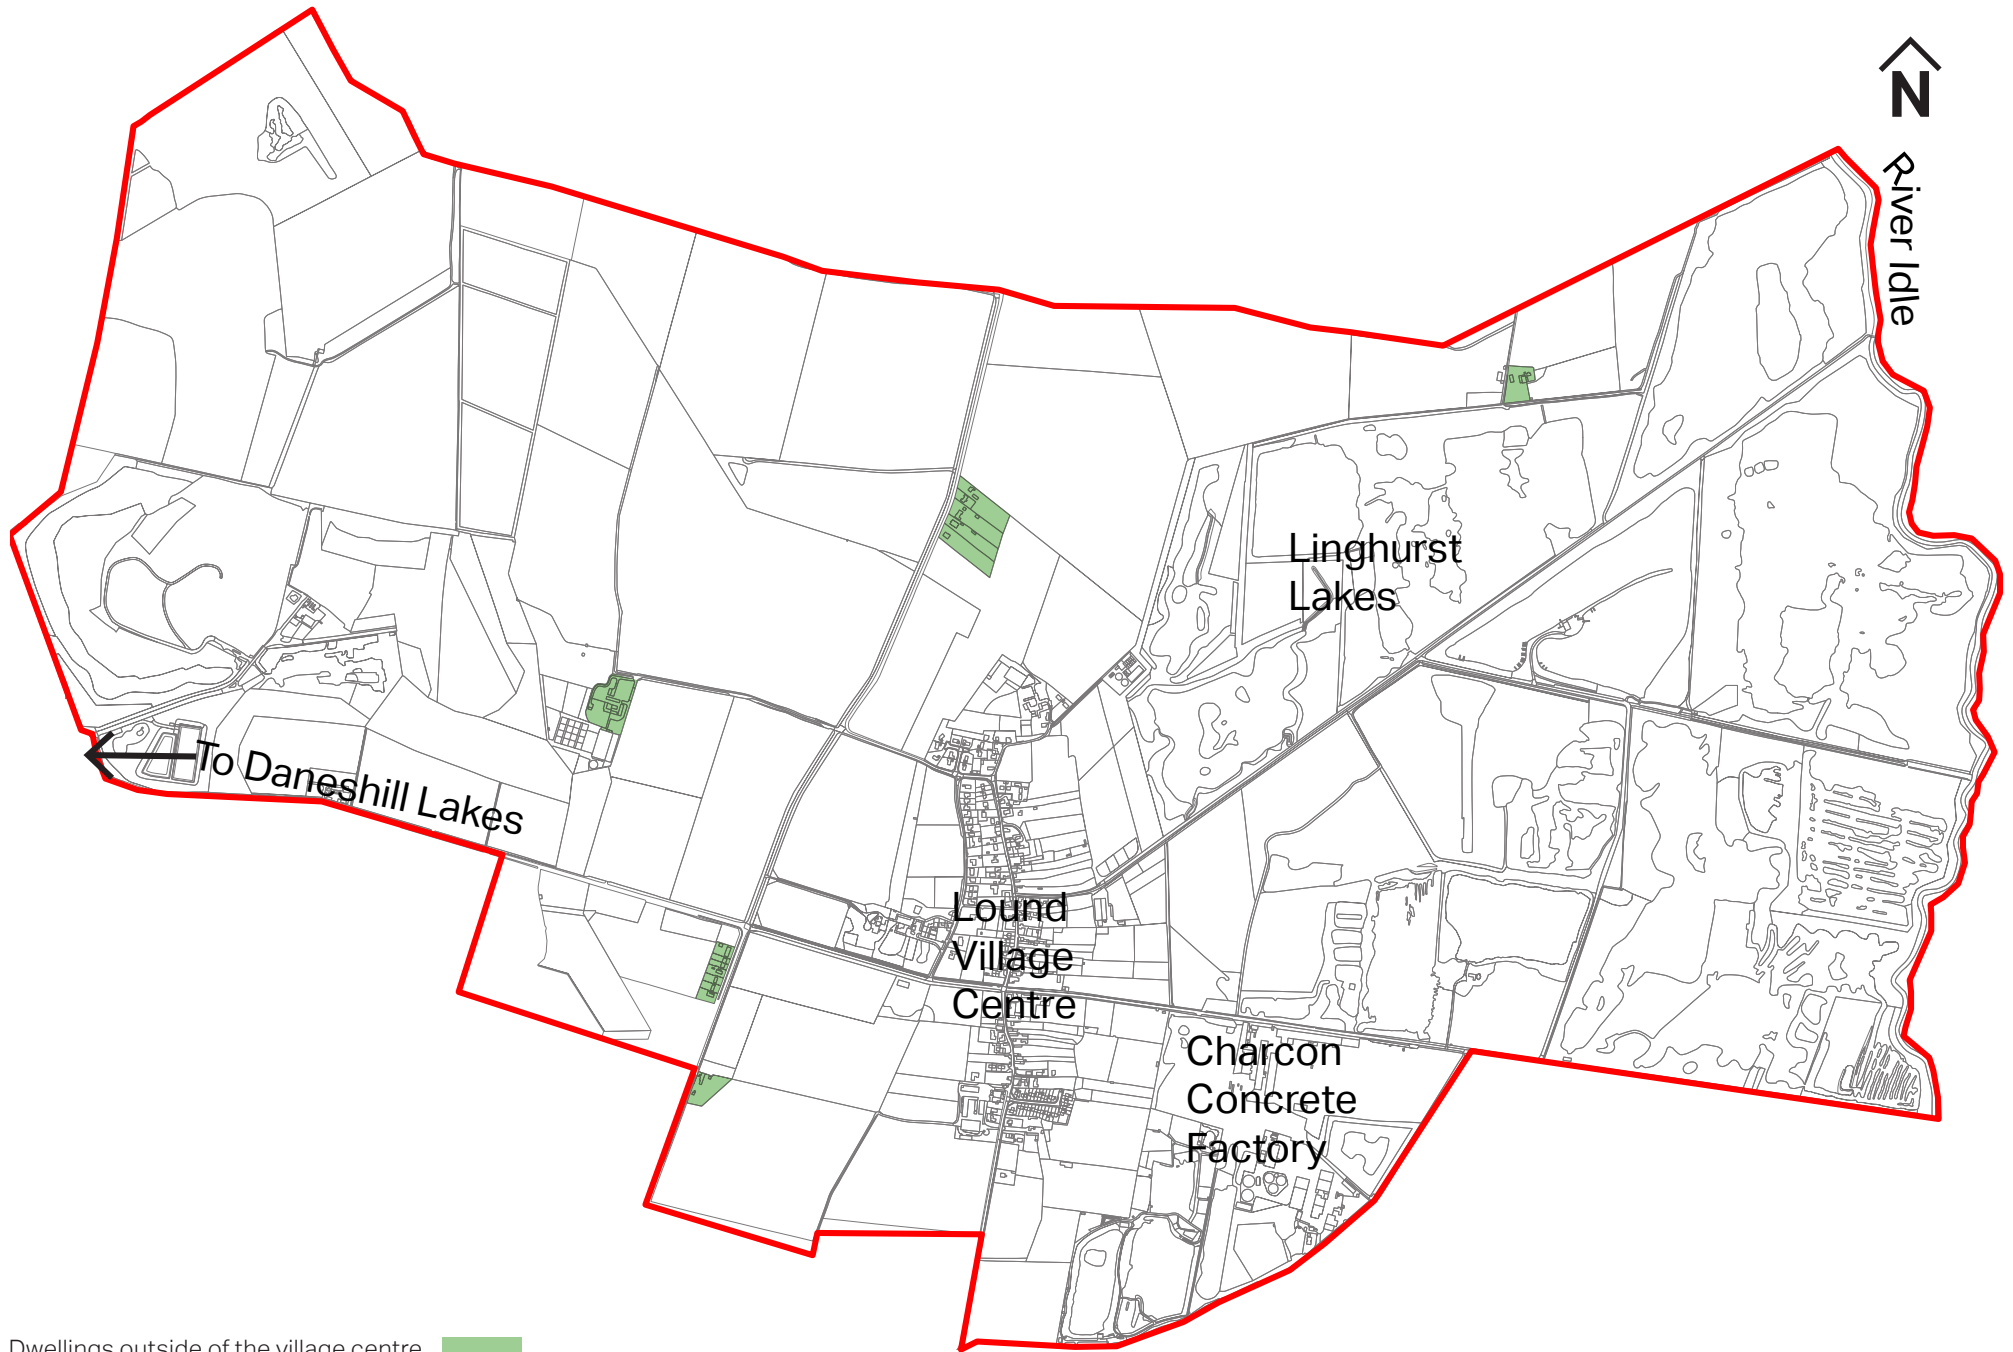 N
River Idle
Linghurst
Lakes
To Daneshill Lakes
Lound
Village
Centre
Charcon
Concrete
Factory
Dwellings outside of the village centre